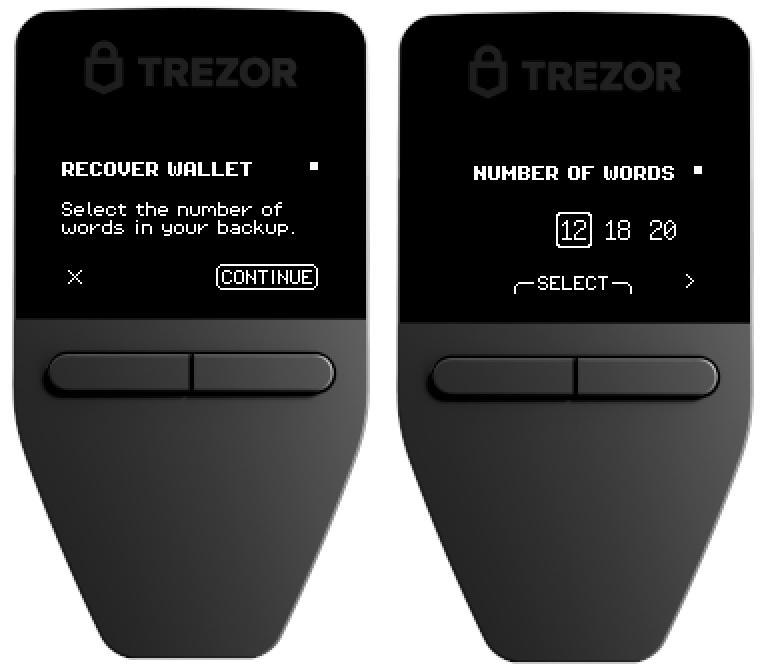 TREZOR
RECOVER WALLET
Select the number of
words in your backup.
CONTINUE
TREZOR
NUMBER OF WORDS
12 18 20
SELECT